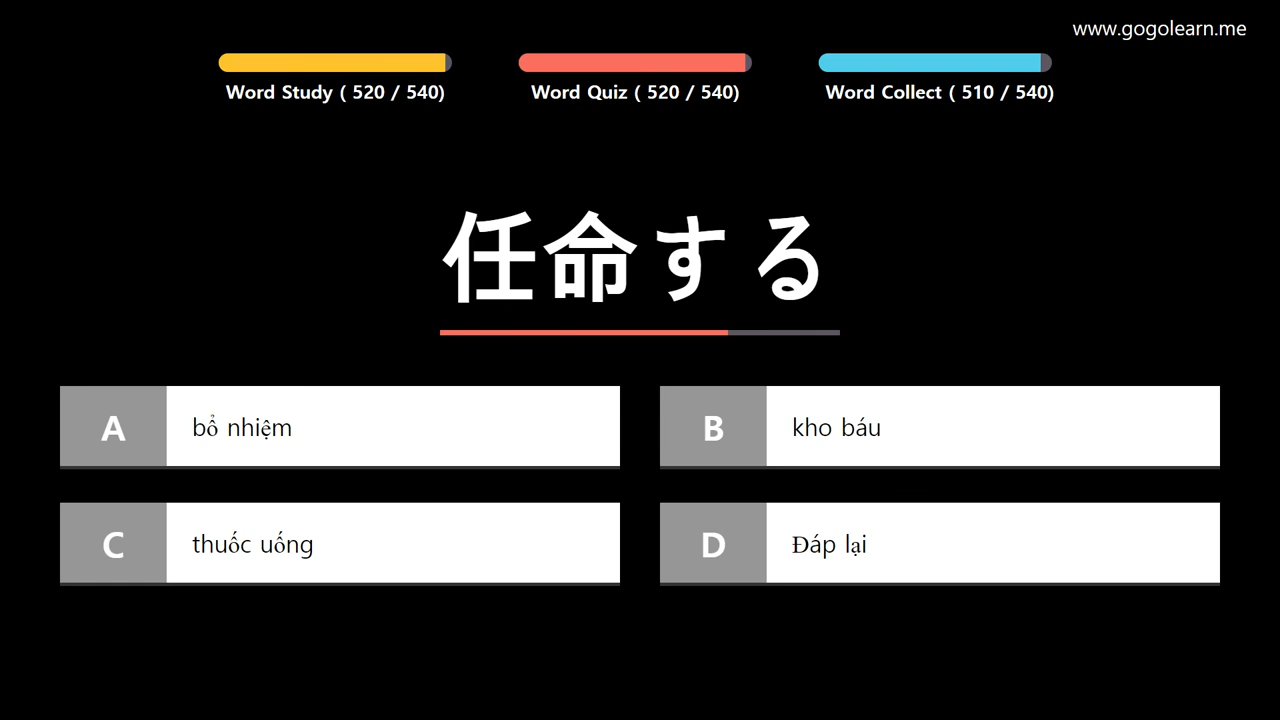 www.gogolearn.me
Word Study ( 520 / 540)
Word Quiz ( 520 / 540)
Word Collect ( 510 / 540)
任命する
A bổ nhiệm
B kho báu
C thuốc uống
D Đáp lại